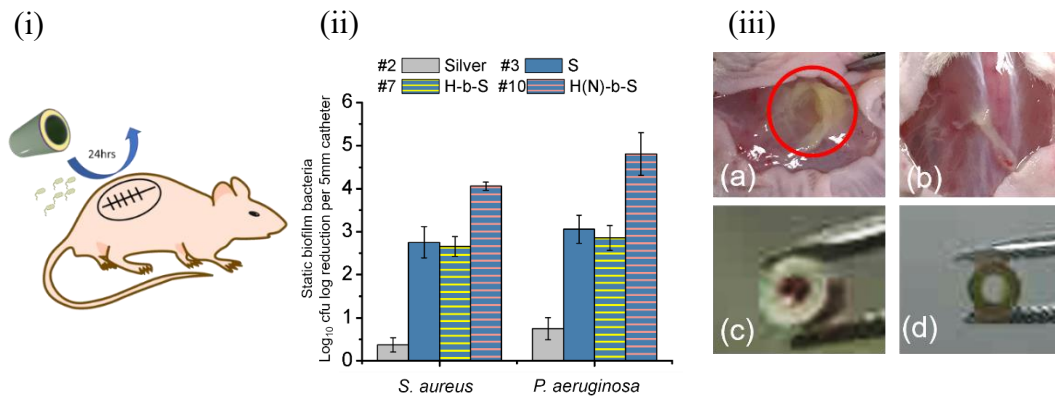 (i)
24hrs
(ii)
#2 Silver #3 S
#7 H-b-S #10 H(N)-b-S
Static biofilm bacteria
Log10 cfu log reduction per 5mm catheter
6
5
4
3
2
1
0
S. aureus P. aeruginosa
(iii)
(a) (b)
(c) (d)